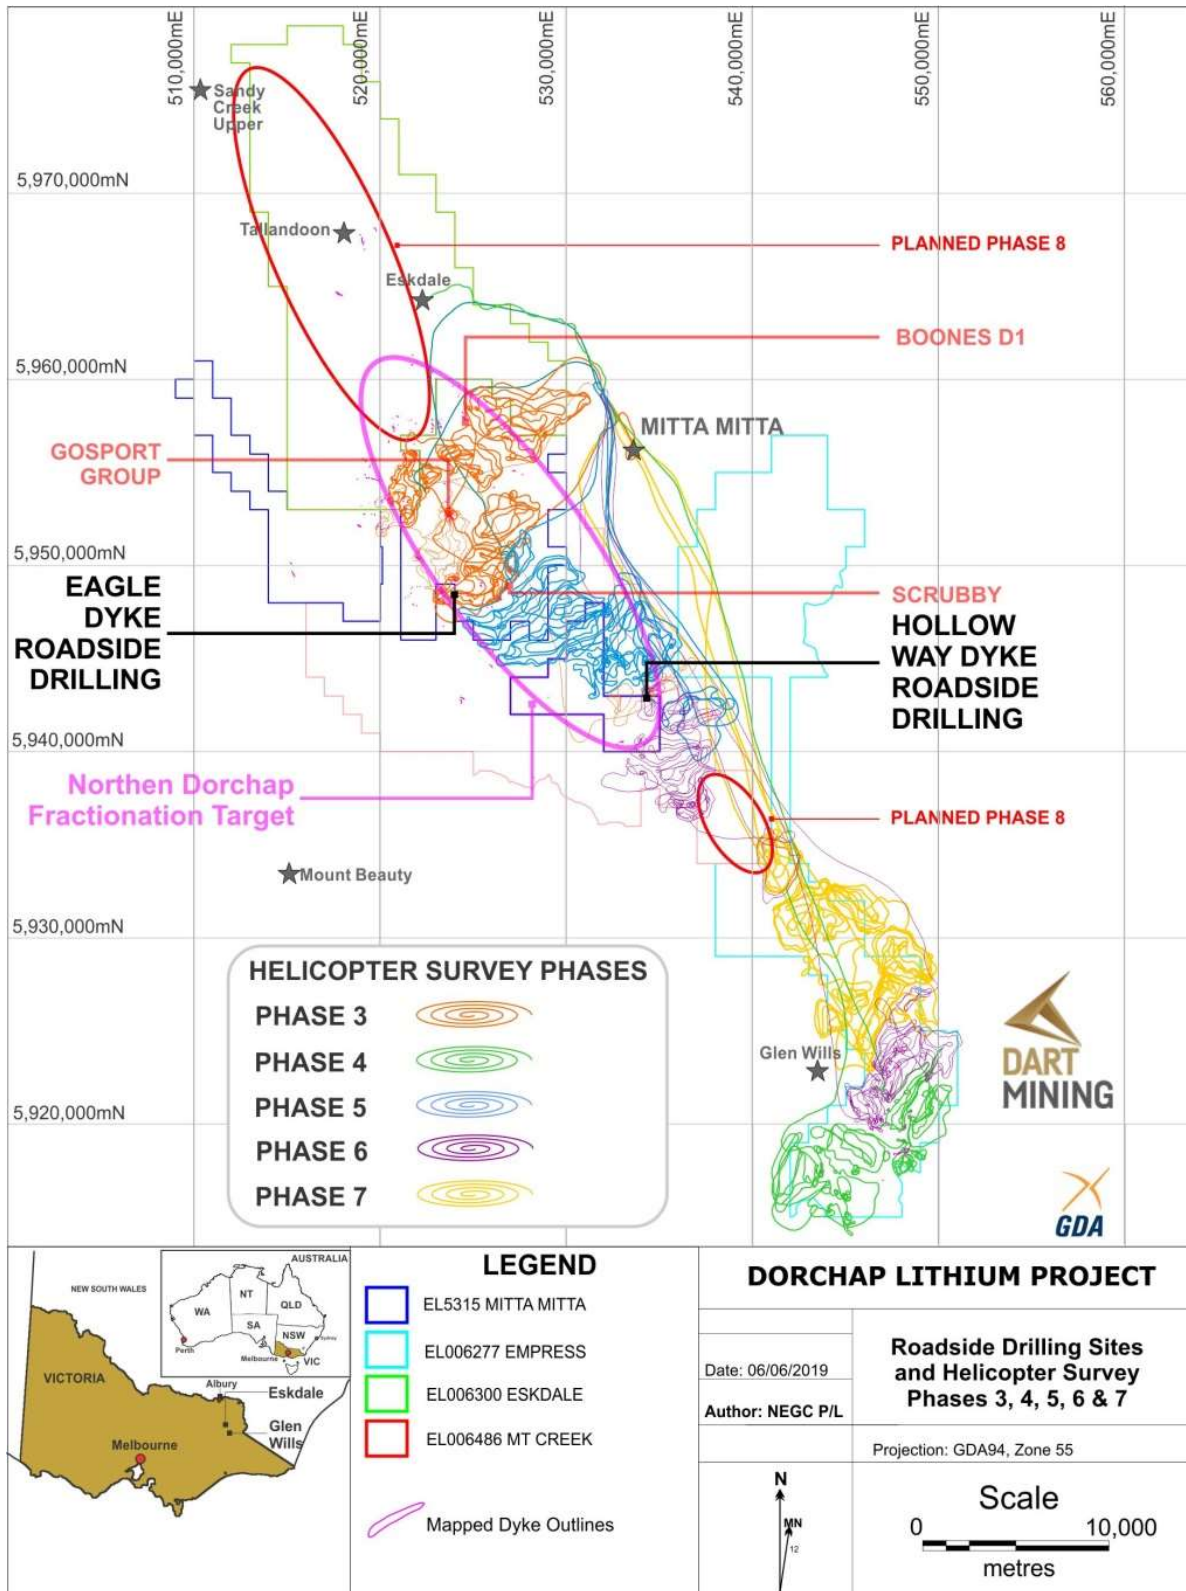 510,000mE
520,000mE
530,000mE
540,000mE
550,000mE
560,000mE
Sandy
Creek
Upper
5,970,000mN
Tallandoon
PLANNED PHASE 8
Eskdale
BOONES D1
5,960,000mN
MITTA MITTA
GOSPORT
GROUP
5,950,000mN
EAGLE
DYKE
ROADSIDE
DRILLING
SCRUBBY
HOLLOW
WAY DYKE
ROADSIDE
DRILLING
5,940,000mN
Northen Dorchap
Fractionation Target
PLANNED PHASE 8
Mount Beauty
5,930,000mN
HELICOPTER SURVEY PHASES
PHASE 3
PHASE 4
PHASE 5
PHASE 6
PHASE 7
Glen Wills
DART
MINING
5,920,000mN
GDA
NEW SOUTH WALES
AUSTRALIA
WA
NT
QLD
SA
NSW
Perth
Sydney
Melbourne
VIC
VICTORIA
Albury
Eskdale
Glen
Wills
Melbourne
LEGEND
EL5315 MITTA MITTA
EL006277 EMPRESS
EL006300 ESKDALE
EL006486 MT CREEK
Mapped Dyke Outlines
DORCHAP LITHIUM PROJECT
Date: 06/06/2019
Author: NEGC P/L
Roadside Drilling Sites
and Helicopter Survey
Phases 3, 4, 5, 6 & 7
Projection: GDA94, Zone 55
N
MN
12
Scale
0 10,000
metres